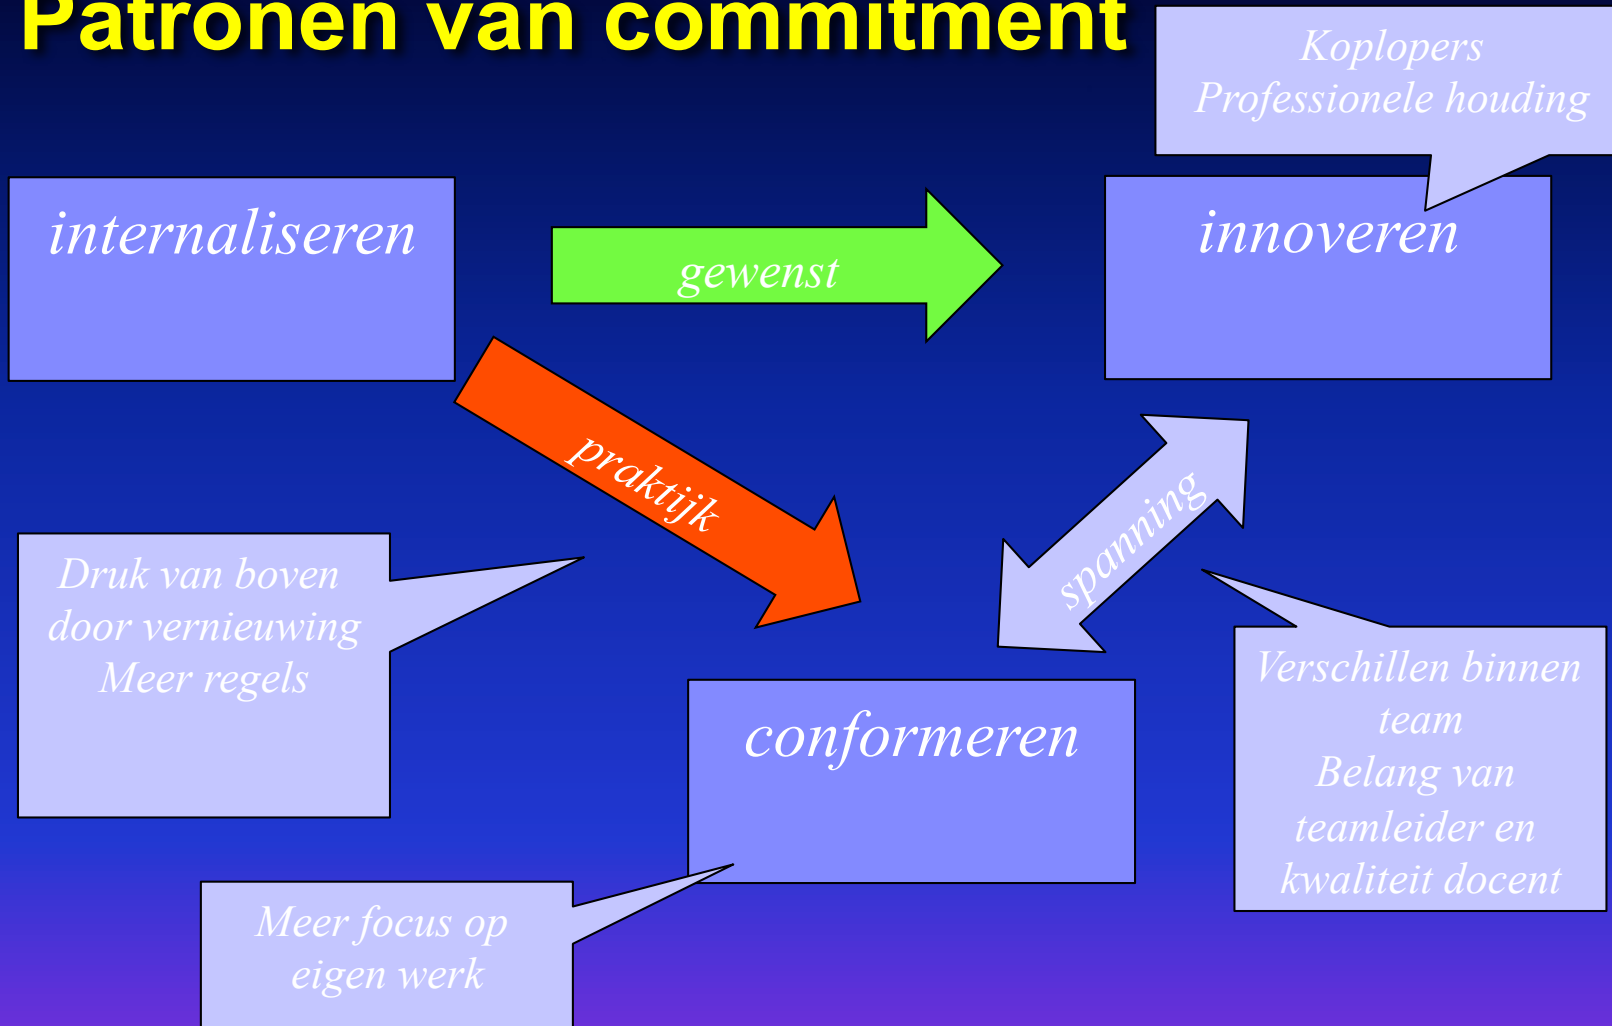 Patronen van commitment
Koplopers
Professionele houding
internaliseren
gewenst
innoveren
praktijk
spanning
Druk van boven
door vernieuwing
Meer regels
conformeren
Verschillen binnen
team
Belang van
teamleider en
kwaliteit docent
Meer focus op
eigen werk